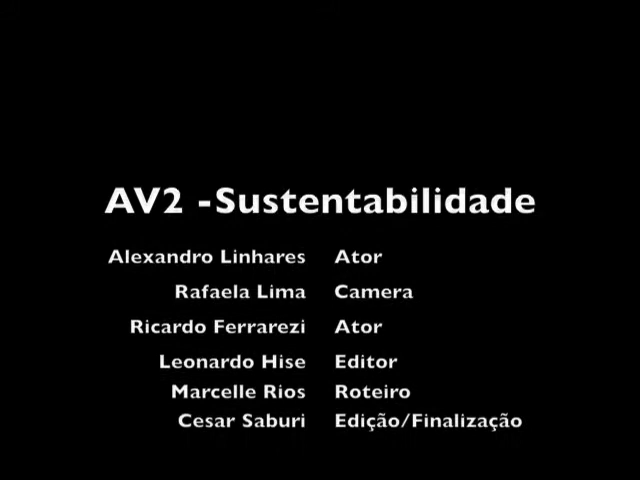 AV2 -Sustentabilidade
Alexandro Linhares Ator
Rafaela Lima Camera
Ricardo Ferrarezi Ator
Leonardo Hise Editor
Marcelle Rios Roteiro
Cesar Saburi Edição/Finalização